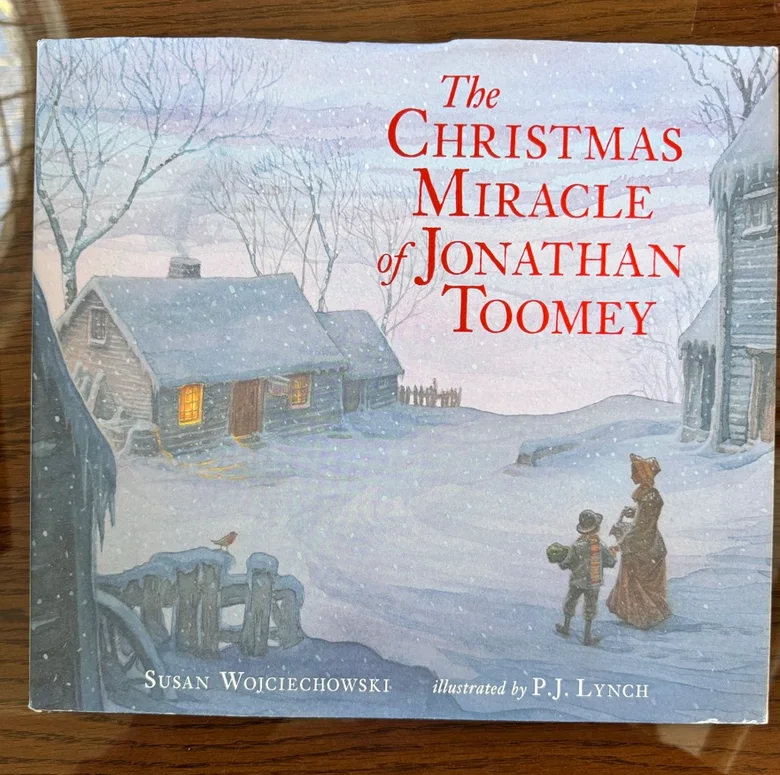 The
CHRISTMAS
MIRACLE
of JONATHAN
TOOMEY
SUSAN WOJCIECHOWSKI illustrated by P.J. LYNCH